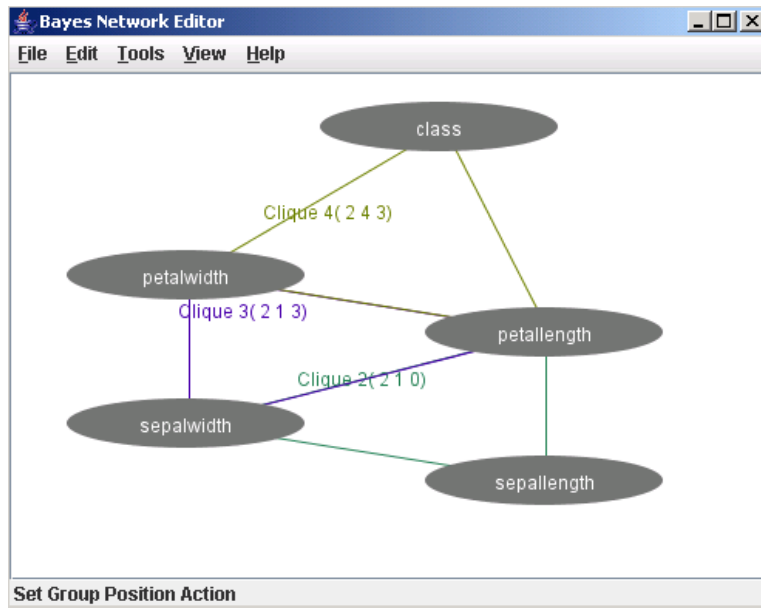 Bayes Network Editor
File Edit Tools View Help
class
Clique 4( 2 4 3)
petalwidth
Clique 3( 2 1 3)
petallength
Clique 2( 2 1 0)
sepalwidth
sepallength
Set Group Position Action